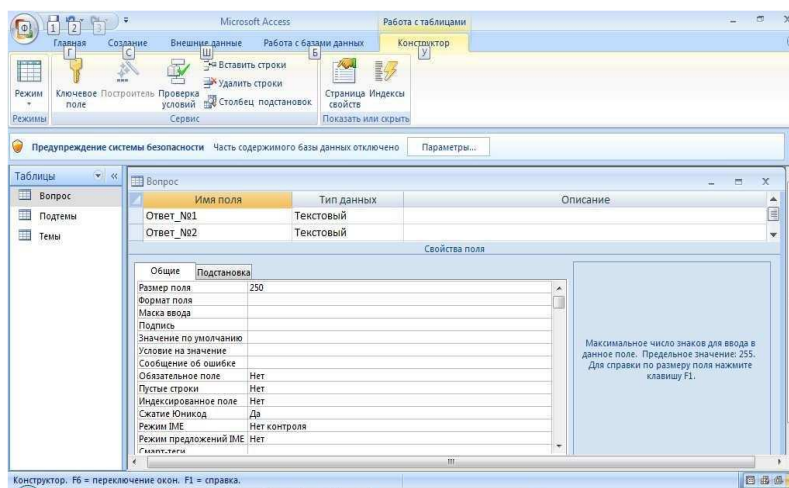 Microsoft Access
Работа с таблицами
Ф
1
2
3
Главная
Создание
Внешние данные
Работа с базами данных
Конструктор
Г
С
Ш
Б
У
Режим
Ключевое поле
Построитель
Проверка условий
Вставить строки
Удалить строки
Столбец подстановок
Страница свойств
Индексы
Режимы
Сервис
Показать или скрыть
Предупреждение системы безопасности Часть содержимого базы данных отключено Параметры...
Таблицы
Вопрос
Подтемы
Темы
Вопрос
Имя поля Тип данных Описание
Ответ_№1 Текстовый
Ответ_№2 Текстовый
Свойства поля
Общие Подстановка
Размер поля 250
Формат поля
Маска ввода
Подпись
Значение по умолчанию
Условие на значение
Сообщение об ошибке
Обязательное поле Нет
Пустые строки Нет
Индексированное поле Нет
Сжатие Юникод Да
Режим IME Нет контроля
Режим предложений IME Нет
Смарт-теги
Максимальное число знаков для ввода в
данное поле. Предельное значение: 255.
Для справки по размеру поля нажмите
клавишу F1.
Конструктор. F6 = переключение окон. F1 = справка.